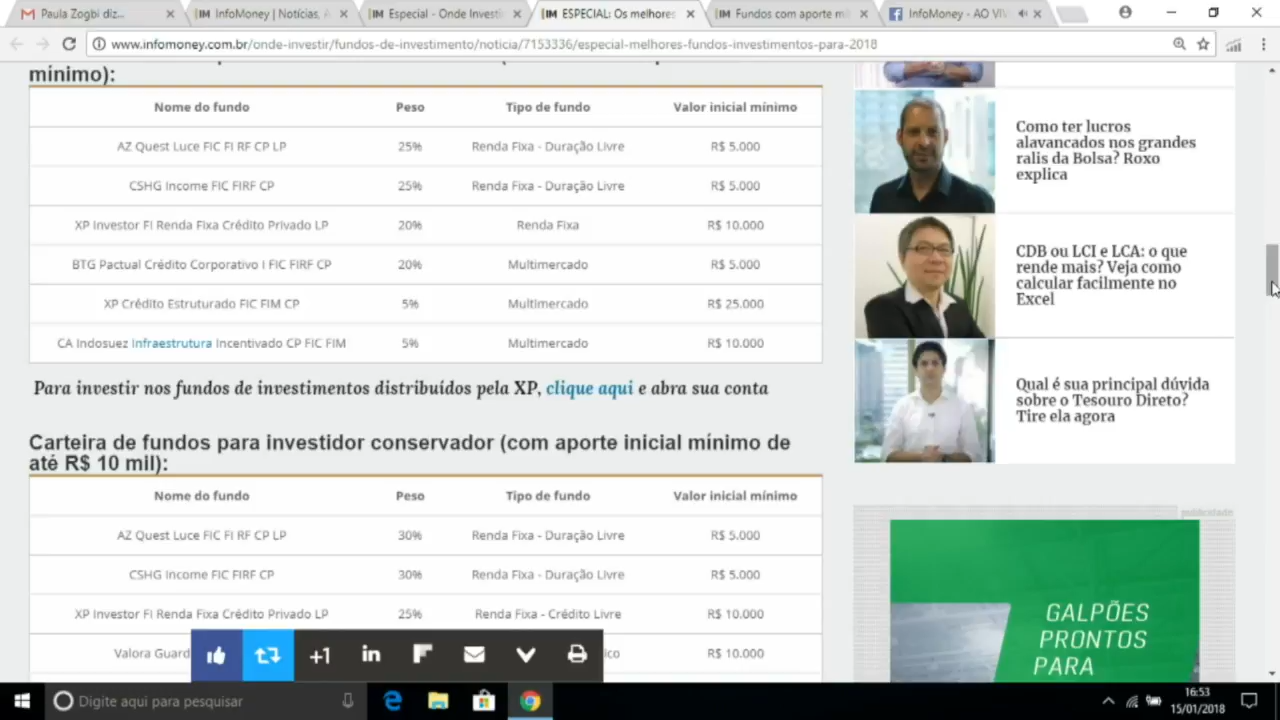 Paula Zogbi diz...
InfoMoney | Notícias, A
Especial - Onde Investi
ESPECIAL: Os melhores
Fundos com aporte mí
InfoMoney - AO VIV
www.infomoney.com.br/onde-investir/fundos-de-investimento/noticia/7153336/especial-melhores-fundos-investimentos-para-2018
mínimo):
Nome do fundo Peso Tipo de fundo Valor inicial mínimo
AZ Quest Luce FIC FI RF CP LP 25% Renda Fixa - Duração Livre R$ 5.000
CSHG Income FIC FIRF CP 25% Renda Fixa - Duração Livre R$ 5.000
XP Investor FI Renda Fixa Crédito Privado LP 20% Renda Fixa R$ 10.000
BTG Pactual Crédito Corporativo I FIC FIRF CP 20% Multimercado R$ 5.000
XP Crédito Estruturado FIC FIM CP 5% Multimercado R$ 25.000
CA Indosuez Infraestrutura Incentivado CP FIC FIM 5% Multimercado R$ 10.000
Para investir nos fundos de investimentos distribuídos pela XP, clique aqui e abra sua conta
Carteira de fundos para investidor conservador (com aporte inicial mínimo de
até R$ 10 mil):
Nome do fundo Peso Tipo de fundo Valor inicial mínimo
AZ Quest Luce FIC FI RF CP LP 30% Renda Fixa - Duração Livre R$ 5.000
CSHG Income FIC FIRF CP 30% Renda Fixa - Duração Livre R$ 5.000
XP Investor FI Renda Fixa Crédito Privado LP 25% Renda Fixa - Crédito Livre R$ 10.000
Valora Guard ico R$ 10.000
+1 in
Como ter lucros
alavancados nos grandes
ralis da Bolsa? Roxo
explica
CDB ou LCI e LCA: o que
rende mais? Veja como
calcular facilmente no
Excel
Qual é sua principal dúvida
sobre o Tesouro Direto?
Tire ela agora
publicidade
GALPÕES
PRONTOS
PARA
Digite aqui para pesquisar
16:53
15/01/2018